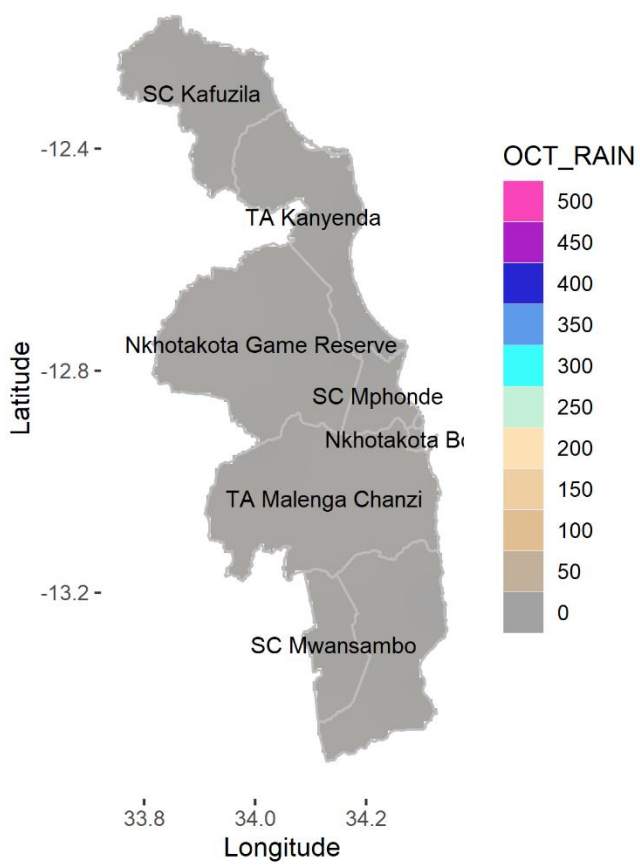 SC Kafuzila
-12.4
TA Kanyenda
Nkhotakota Game Reserve
-12.8
SC Mphonde
Nkhotakota Bo
TA Malenga Chanzi
-13.2
SC Mwansambo
33.8 34.0 34.2
Longitude
Latitude
OCT_RAIN
500
450
400
350
300
250
200
150
100
50
0